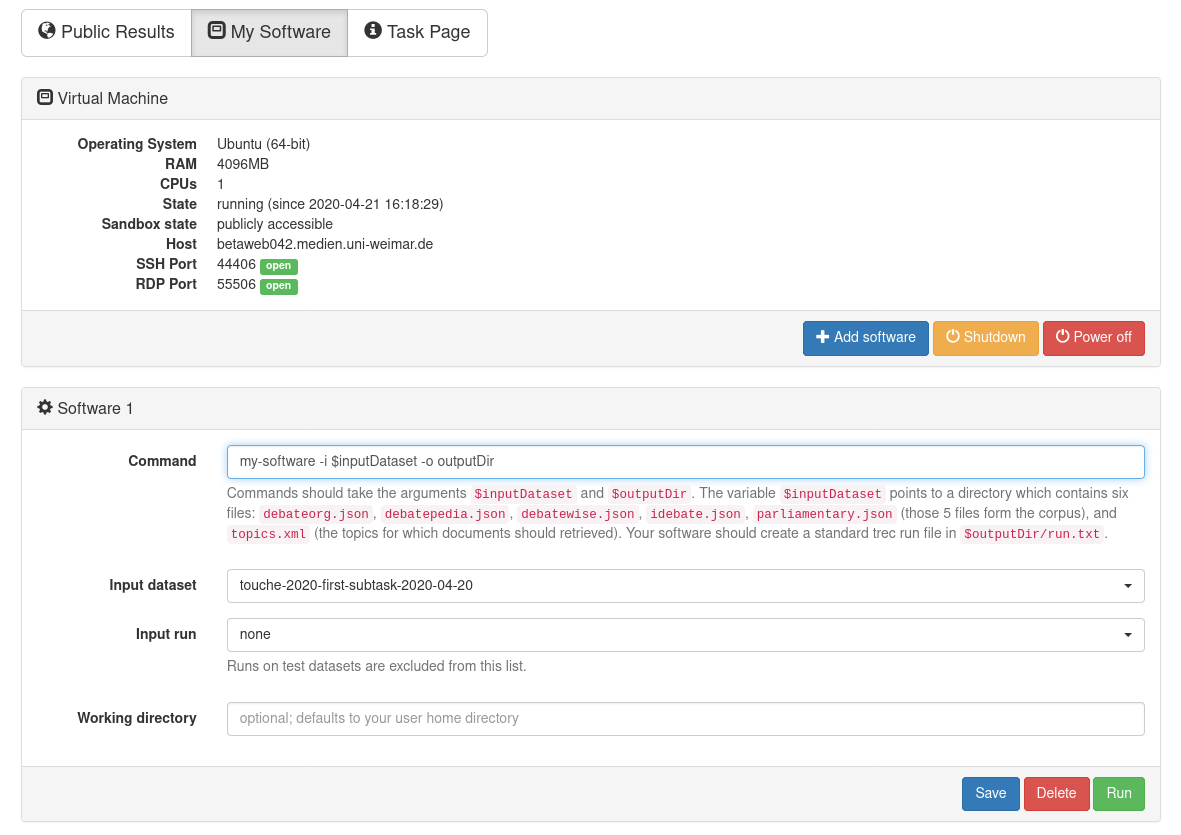 Public Results My Software Task Page
Virtual Machine
Operating System Ubuntu (64-bit)
RAM 4096MB
CPUs 1
State running (since 2020-04-21 16:18:29)
Sandbox state publicly accessible
Host betaweb042.medien.uni-weimar.de
SSH Port 44406 open
RDP Port 55506 open
Add software Shutdown Power off
Software 1
Command my-software -i $inputDataset -o outputDir
Commands should take the arguments $inputDataset and $outputDir. The variable $inputDataset points to a directory which contains six
files: debateorg.json, debatepedia.json, debatewise.json, idebate.json, parliamentary.json (those 5 files form the corpus), and
topics.xml (the topics for which documents should retrieved). Your software should create a standard trec run file in $outputDir/run.txt.
Input dataset touche-2020-first-subtask-2020-04-20
Input run none
Runs on test datasets are excluded from this list.
Working directory optional; defaults to your user home directory
Save Delete Run